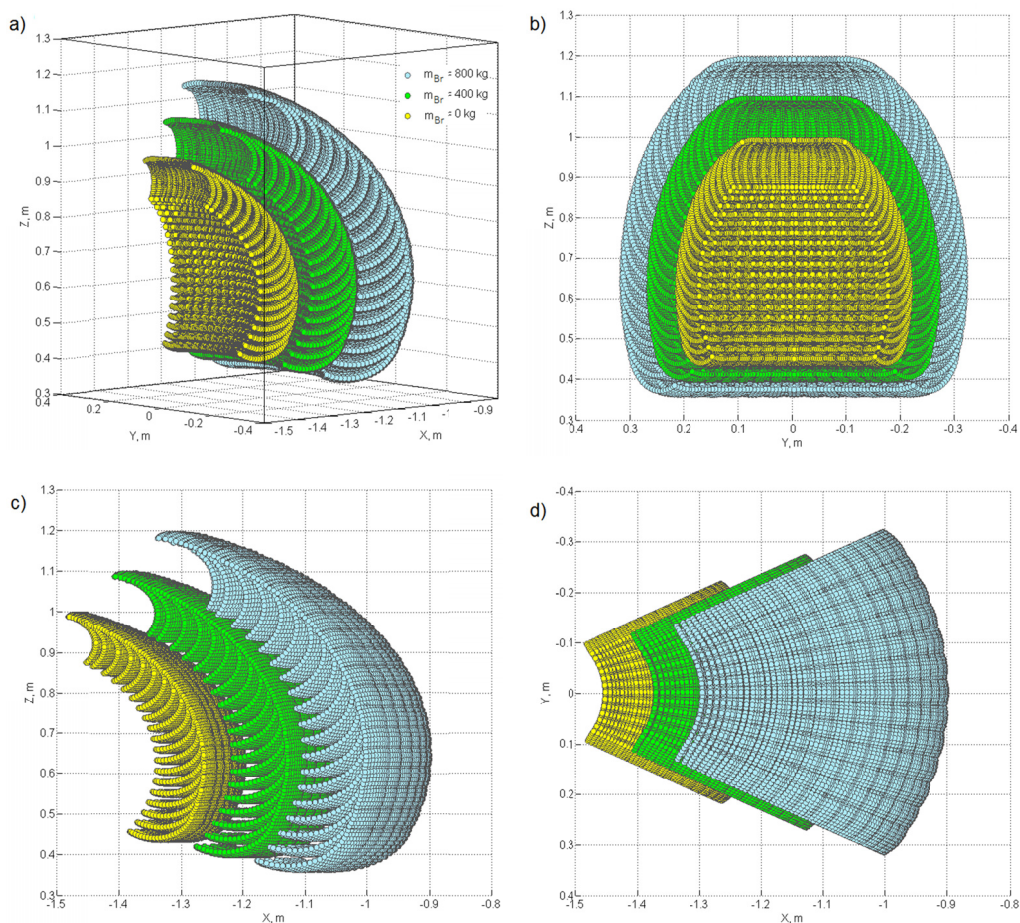 a)
1.3
1.2
1.1
1
0.9
0.8
0.7
0.6
0.5
0.4
0.3
Z, m
m_Br = 800 kg
m_Br = 400 kg
m_Br = 0 kg
0.4 0.2 0 -0.2 -0.4
Y, m
-1.5 -1.4 -1.3 -1.2 -1.1 -1 -0.9
X, m
b)
1.3
1.2
1.1
1
0.9
0.8
0.7
0.6
0.5
0.4
0.3
Z, m
0.4 0.3 0.2 0.1 0 -0.1 -0.2 -0.3 -0.4
Y, m
c)
1.3
1.2
1.1
1
0.9
0.8
0.7
0.6
0.5
0.4
0.3
Z, m
-1.5 -1.4 -1.3 -1.2 -1.1 -1 -0.9 -0.8
X, m
d)
-0.4
-0.3
-0.2
-0.1
0
0.1
0.2
0.3
0.4
Y, m
-1.5 -1.4 -1.3 -1.2 -1.1 -1 -0.9 -0.8
X, m